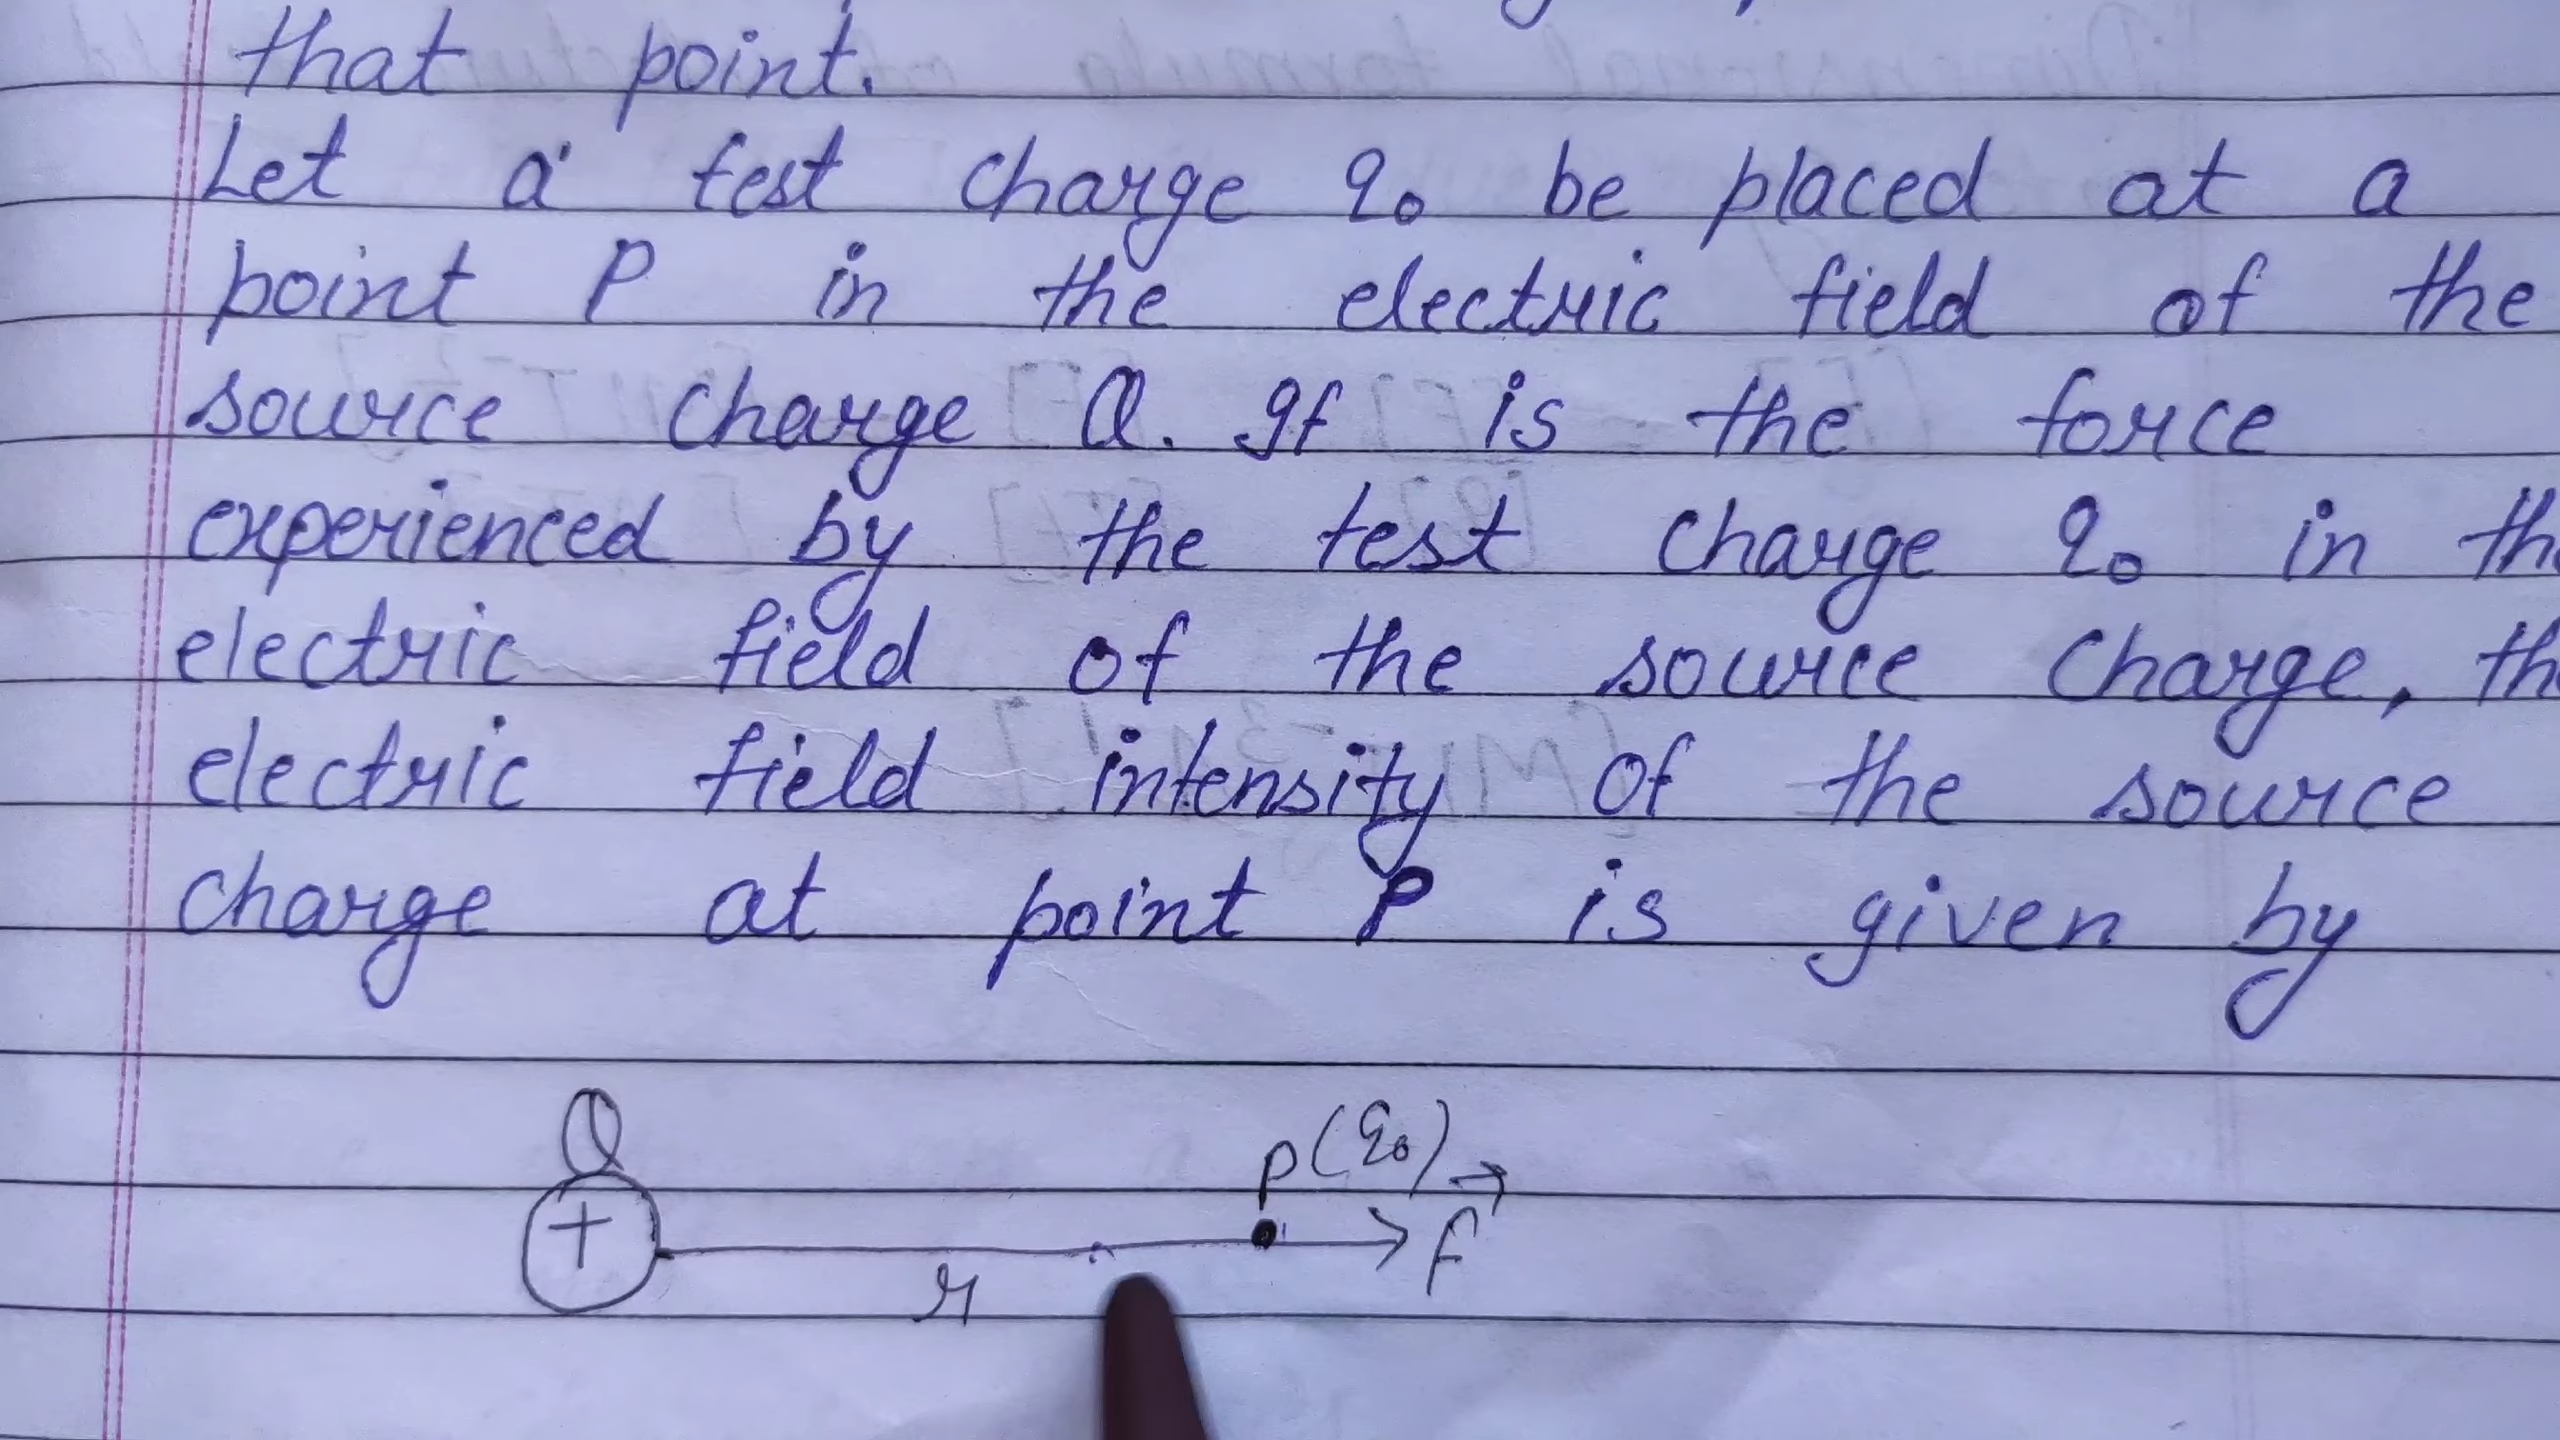 that point.
Let a test charge q₀ be placed at a
point P in the electric field of the
source charge Q. If is the force
experienced by the test charge q₀ in the
electric field of the source charge, the
electric field intensity of the source
charge at point P is given by
Q
P(q₀)
+
r
F⃗